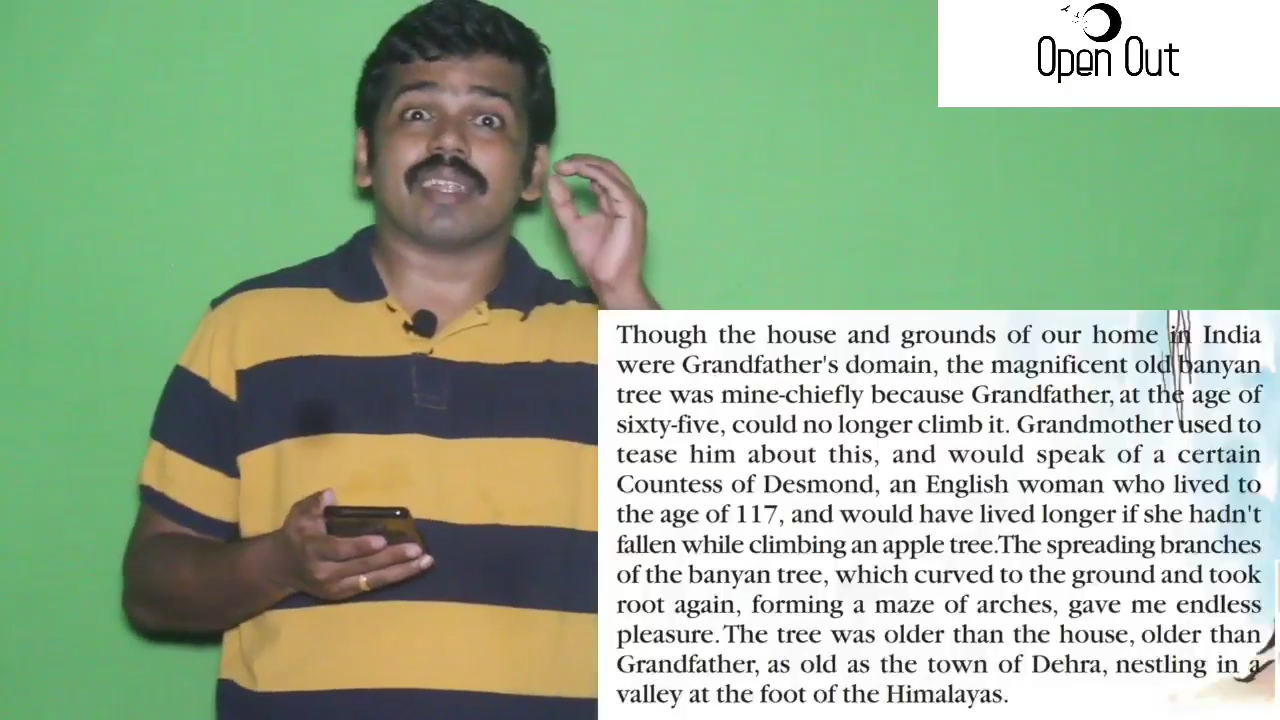 Open Out
Though the house and grounds of our home in India
were Grandfather's domain, the magnificent old banyan
tree was mine-chiefly because Grandfather, at the age of
sixty-five, could no longer climb it. Grandmother used to
tease him about this, and would speak of a certain
Countess of Desmond, an English woman who lived to
the age of 117, and would have lived longer if she hadn't
fallen while climbing an apple tree.The spreading branches
of the banyan tree, which curved to the ground and took
root again, forming a maze of arches, gave me endless
pleasure. The tree was older than the house, older than
Grandfather, as old as the town of Dehra, nestling in a
valley at the foot of the Himalayas.